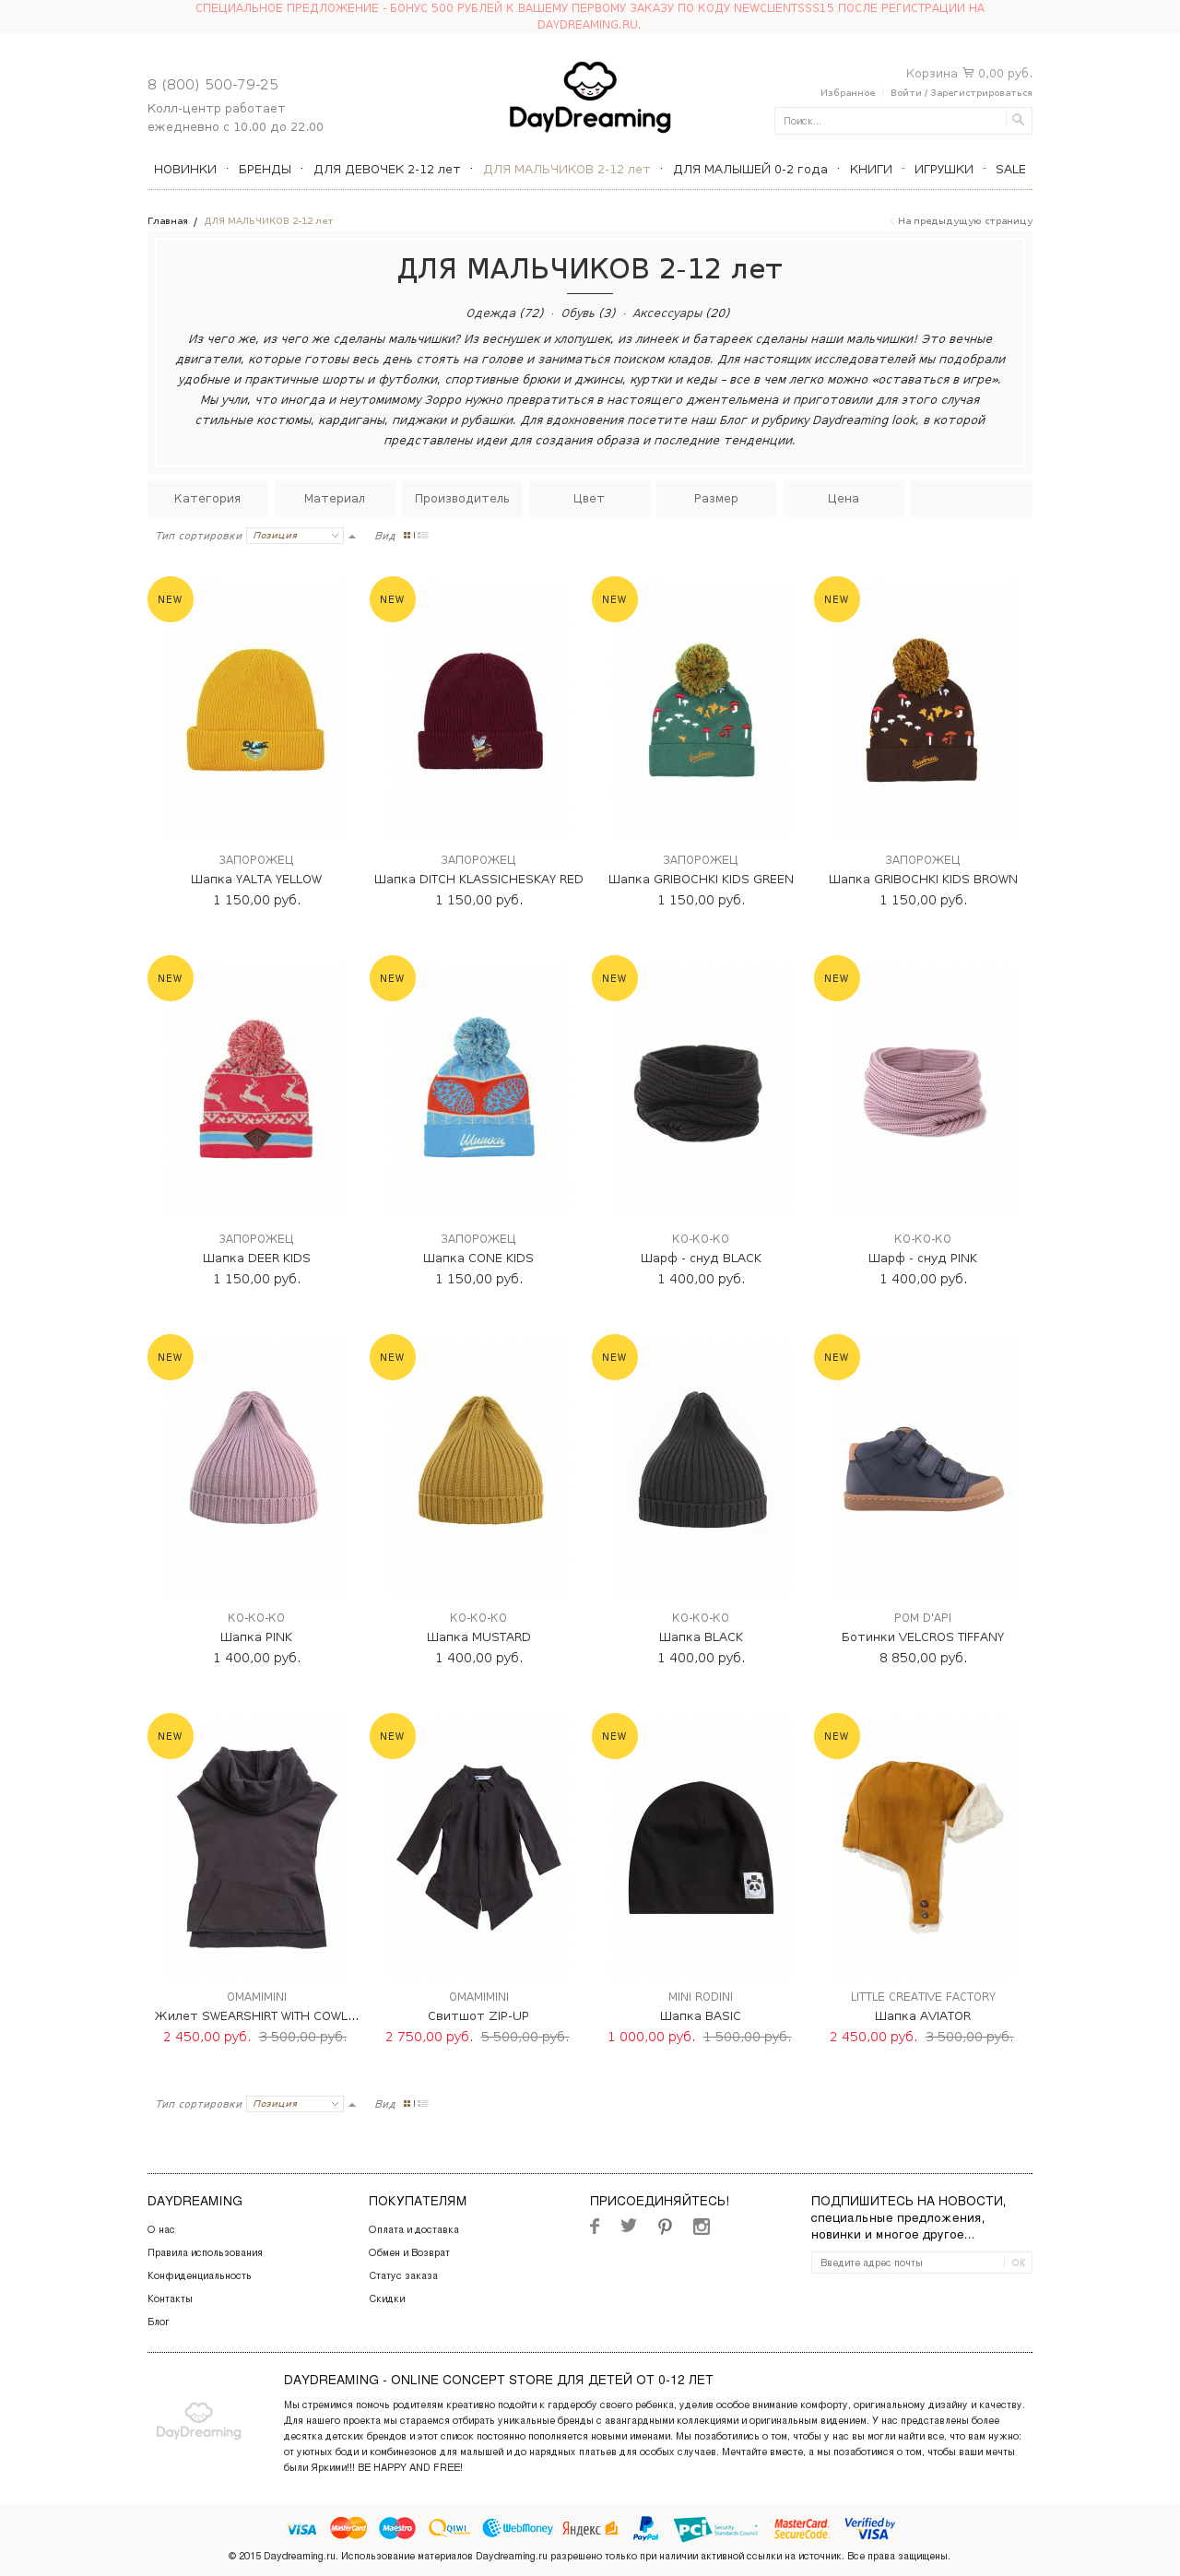 СПЕЦИАЛЬНОЕ ПРЕДЛОЖЕНИЕ - БОНУС 500 РУБЛЕЙ К ВАШЕМУ ПЕРВОМУ ЗАКАЗУ ПО КОДУ NEWCLIENTSSS15 ПОСЛЕ РЕГИСТРАЦИИ НА
DAYDREAMING.RU.
8 (800) 500-79-25
Колл-центр работает
ежедневно с 10.00 до 22.00
DayDreaming
Корзина 0,00 руб.
Избранное Войти / Зарегистрироваться
Поиск...
НОВИНКИ · БРЕНДЫ · ДЛЯ ДЕВОЧЕК 2-12 лет · ДЛЯ МАЛЬЧИКОВ 2-12 лет · ДЛЯ МАЛЫШЕЙ 0-2 года · КНИГИ · ИГРУШКИ · SALE
Главная / ДЛЯ МАЛЬЧИКОВ 2-12 лет
На предыдущую страницу
ДЛЯ МАЛЬЧИКОВ 2-12 лет
Одежда (72) · Обувь (3) · Аксессуары (20)
Из чего же, из чего же сделаны мальчишки? Из веснушек и хлопушек, из линеек и батареек сделаны наши мальчишки! Это вечные
двигатели, которые готовы весь день стоять на голове и заниматься поиском кладов. Для настоящих исследователей мы подобрали
удобные и практичные шорты и футболки, спортивные брюки и джинсы, куртки и кеды – все в чем легко можно «оставаться в игре».
Мы учли, что иногда и неутомимому Зорро нужно превратиться в настоящего джентельмена и приготовили для этого случая
стильные костюмы, кардиганы, пиджаки и рубашки. Для вдохновения посетите наш Блог и рубрику Daydreaming look, в которой
представлены идеи для создания образа и последние тенденции.
Категория Материал Производитель Цвет Размер Цена
Тип сортировки Позиция Вид
NEW NEW NEW NEW
ЗАПОРОЖЕЦ ЗАПОРОЖЕЦ ЗАПОРОЖЕЦ ЗАПОРОЖЕЦ
Шапка YALTA YELLOW Шапка DITCH KLASSICHESKAY RED Шапка GRIBOCHKI KIDS GREEN Шапка GRIBOCHKI KIDS BROWN
1 150,00 руб. 1 150,00 руб. 1 150,00 руб. 1 150,00 руб.
NEW NEW NEW NEW
Шишки
ЗАПОРОЖЕЦ ЗАПОРОЖЕЦ KO-KO-KO KO-KO-KO
Шапка DEER KIDS Шапка CONE KIDS Шарф - снуд BLACK Шарф - снуд PINK
1 150,00 руб. 1 150,00 руб. 1 400,00 руб. 1 400,00 руб.
NEW NEW NEW NEW
KO-KO-KO KO-KO-KO KO-KO-KO POM D'API
Шапка PINK Шапка MUSTARD Шапка BLACK Ботинки VELCROS TIFFANY
1 400,00 руб. 1 400,00 руб. 1 400,00 руб. 8 850,00 руб.
NEW NEW NEW NEW
OMAMIMINI OMAMIMINI MINI RODINI LITTLE CREATIVE FACTORY
Жилет SWEARSHIRT WITH COWL... Свитшот ZIP-UP Шапка BASIC Шапка AVIATOR
2 450,00 руб. 3 500,00 руб. 2 750,00 руб. 5 500,00 руб. 1 000,00 руб. 1 500,00 руб. 2 450,00 руб. 3 500,00 руб.
Тип сортировки Позиция Вид
DAYDREAMING
О нас
Правила использования
Конфиденциальность
Контакты
Блог
ПОКУПАТЕЛЯМ
Оплата и доставка
Обмен и Возврат
Статус заказа
Скидки
ПРИСОЕДИНЯЙТЕСЬ!
ПОДПИШИТЕСЬ НА НОВОСТИ,
специальные предложения,
новинки и многое другое...
Введите адрес почты ОК
DayDreaming
DAYDREAMING - ONLINE CONCEPT STORE ДЛЯ ДЕТЕЙ ОТ 0-12 ЛЕТ
Мы стремимся помочь родителям креативно подойти к гардеробу своего ребенка, уделив особое внимание комфорту, оригинальному дизайну и качеству.
Для нашего проекта мы стараемся отбирать уникальные бренды с авангардными коллекциями и оригинальным видением. У нас представлены более
десятка детских брендов и этот список постоянно пополняется новыми именами. Мы позаботились о том, чтобы у нас вы могли найти все, что вам нужно:
от уютных боди и комбинезонов для малышей и до нарядных платьев для особых случаев. Мечтайте вместе, а мы позаботимся о том, чтобы ваши мечты
были Яркими!!! BE HAPPY AND FREE!
VISA MasterCard Maestro QIWI WebMoney Яндекс PayPal PCI Security Standards Council MasterCard. SecureCode. Verified by VISA
© 2015 Daydreaming.ru. Использование материалов Daydreaming.ru разрешено только при наличии активной ссылки на источник. Все права защищены.